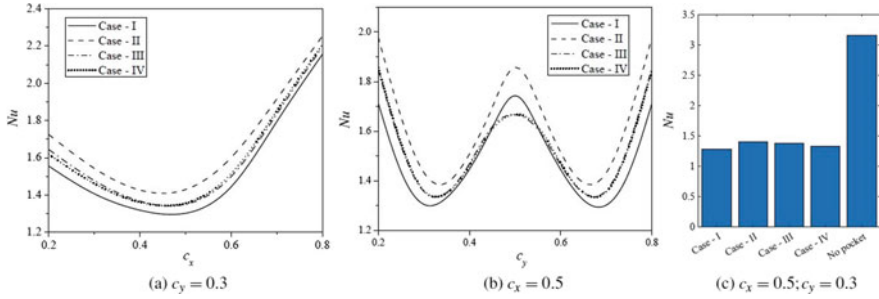 Nu
2.4
2.2
2.0
1.8
1.6
1.4
1.2
0.2
0.4
0.6
0.8
Case - I
Case - II
Case - III
Case - IV
c_x
(a) c_y = 0.3
Nu
2.0
1.8
1.6
1.4
1.2
0.2
0.4
0.6
0.8
Case - I
Case - II
Case - III
Case - IV
c_y
(b) c_x = 0.5
Nu
3.5
3
2.5
2
1.5
1
0.5
0
Case - I
Case - II
Case - III
Case - IV
No pocket
(c) c_x = 0.5; c_y = 0.3